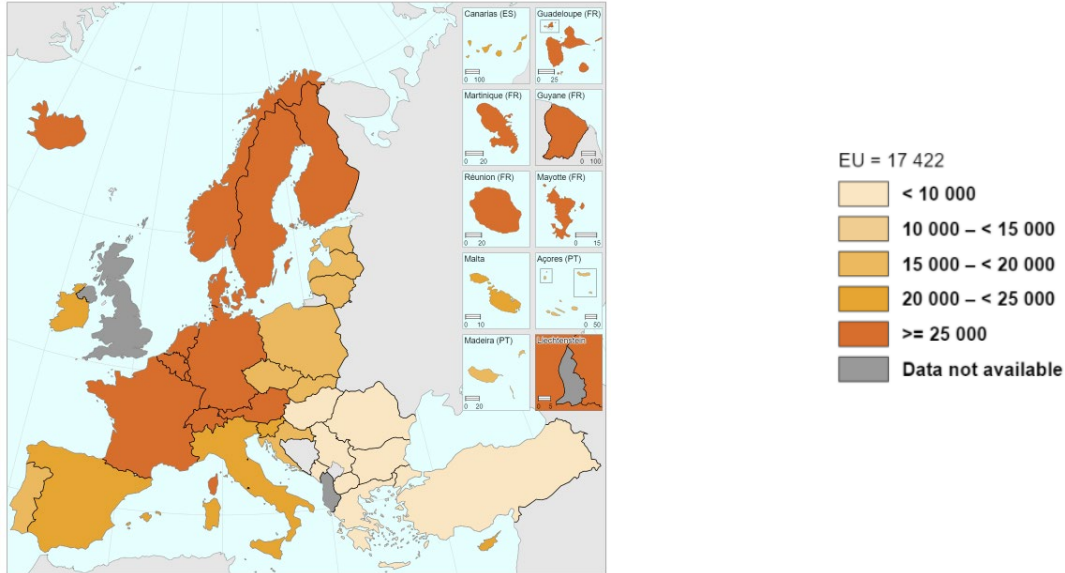 Canarias (ES)
0 100
Guadeloupe (FR)
0 25
Martinique (FR)
0 20
Guyane (FR)
0 100
Réunion (FR)
0 20
Mayotte (FR)
0 15
Malta
0 10
Açores (PT)
0 50
Madeira (PT)
0 20
Liechtenstein
0 5
EU = 17 422
< 10 000
10 000 – < 15 000
15 000 – < 20 000
20 000 – < 25 000
>= 25 000
Data not available